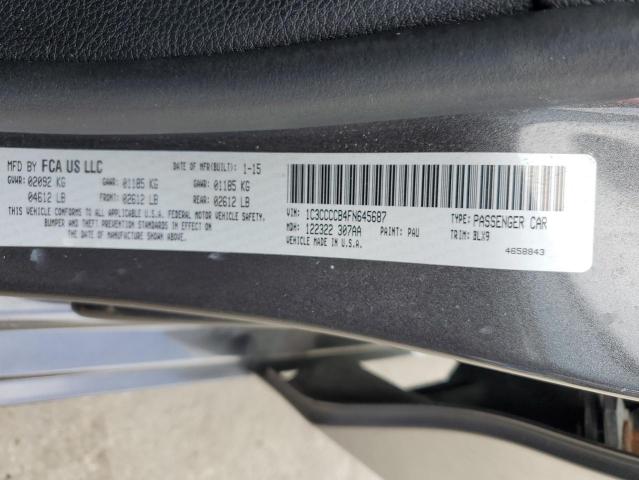 MFD BY FCA US LLC DATE OF MFR(BUILT): 1-15
GVWR: 02092 KG GAWR: 01185 KG GAWR: 01185 KG
04612 LB FRONT: 02612 LB REAR: 02612 LB
THIS VEHICLE CONFORMS TO ALL APPLICABLE FEDERAL MOTOR VEHICLE SAFETY,
BUMPER AND THEFT PREVENTION STANDARDS IN EFFECT ON
THE DATE OF MANUFACTURE SHOWN ABOVE.
VIN: 1C3CCCCB4FN645687 TYPE: PASSENGER CAR
MDH: 122322 307AA PAINT: PAU TRIM: BLX9
VEHICLE MADE IN U.S.A. 4658843